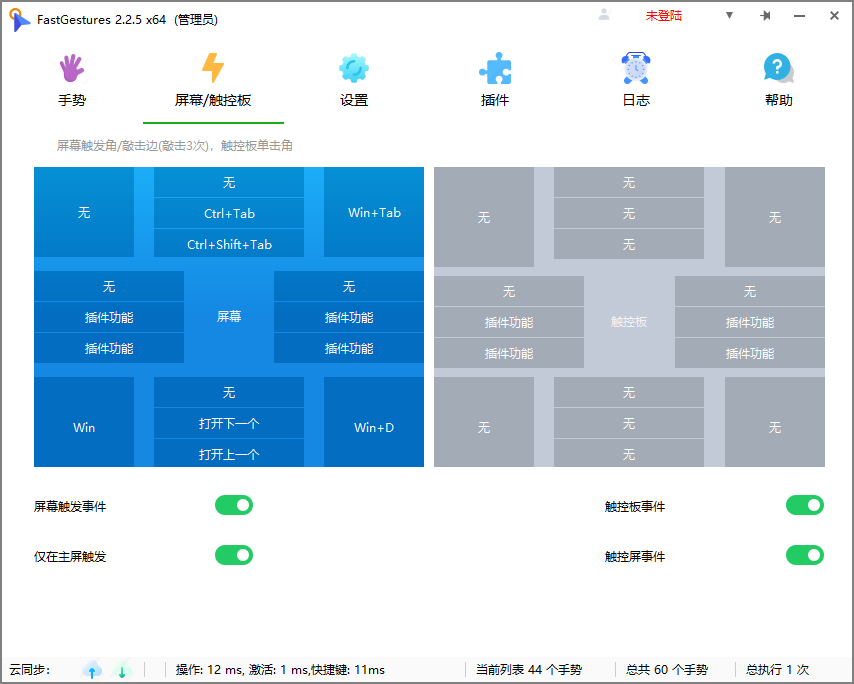 FastGestures 2.2.5 x64 (管理员)
未登陆
手势
屏幕/触控板
设置
插件
日志
帮助
屏幕触发角/敲击边(敲击3次)，触控板单击角
无
无
Ctrl+Tab
Ctrl+Shift+Tab
Win+Tab
无
插件功能
插件功能
屏幕
无
插件功能
插件功能
Win
无
打开下一个
打开上一个
Win+D
无
无
无
无
无
无
插件功能
插件功能
触控板
无
插件功能
插件功能
无
无
无
无
无
屏幕触发事件
触控板事件
仅在主屏触发
触控屏事件
云同步:
操作: 12 ms, 激活: 1 ms,快捷键: 11ms
当前列表 44 个手势
总共 60 个手势
总执行 1 次